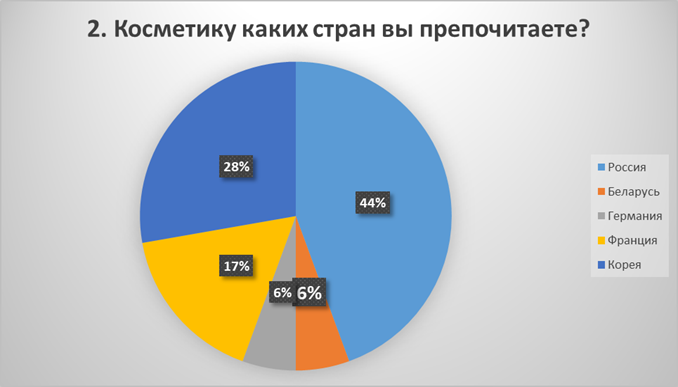 2. Косметику каких стран вы препочитаете?
28%
44%
17%
6%
6%
Россия
Беларусь
Германия
Франция
Корея